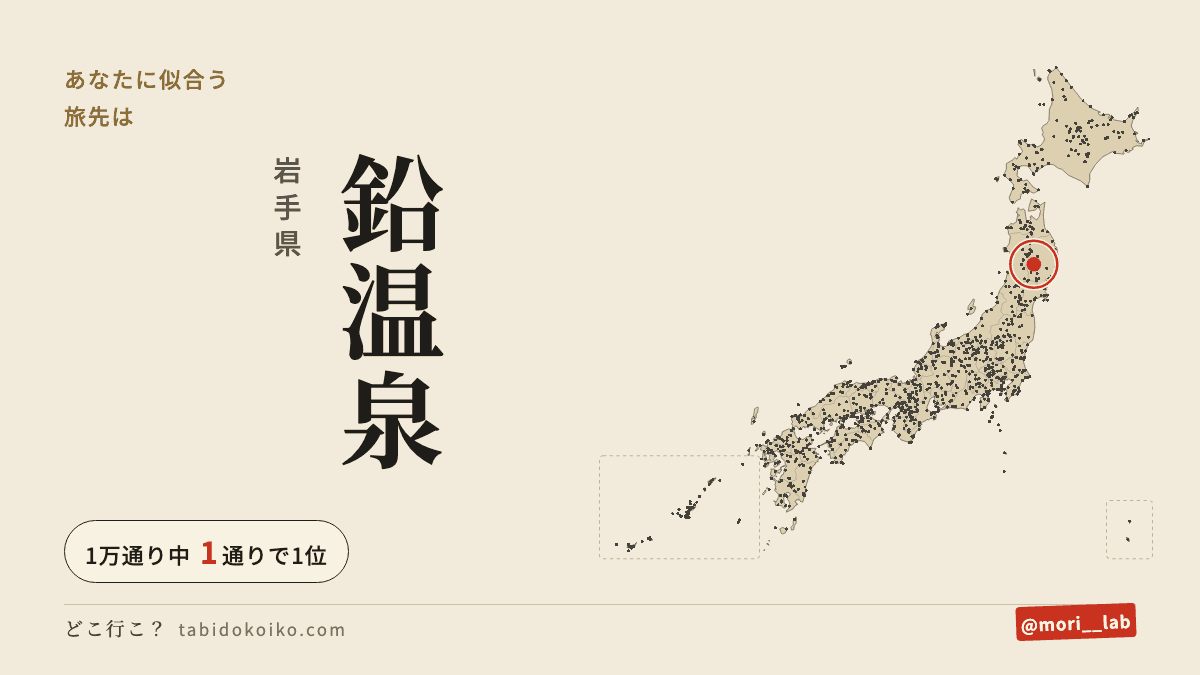 あなたに似合う
旅先は
岩手県
鉛温泉
1万通り中 1通りで1位
どこ行こ？ tabidokoiko.com
@mori__lab